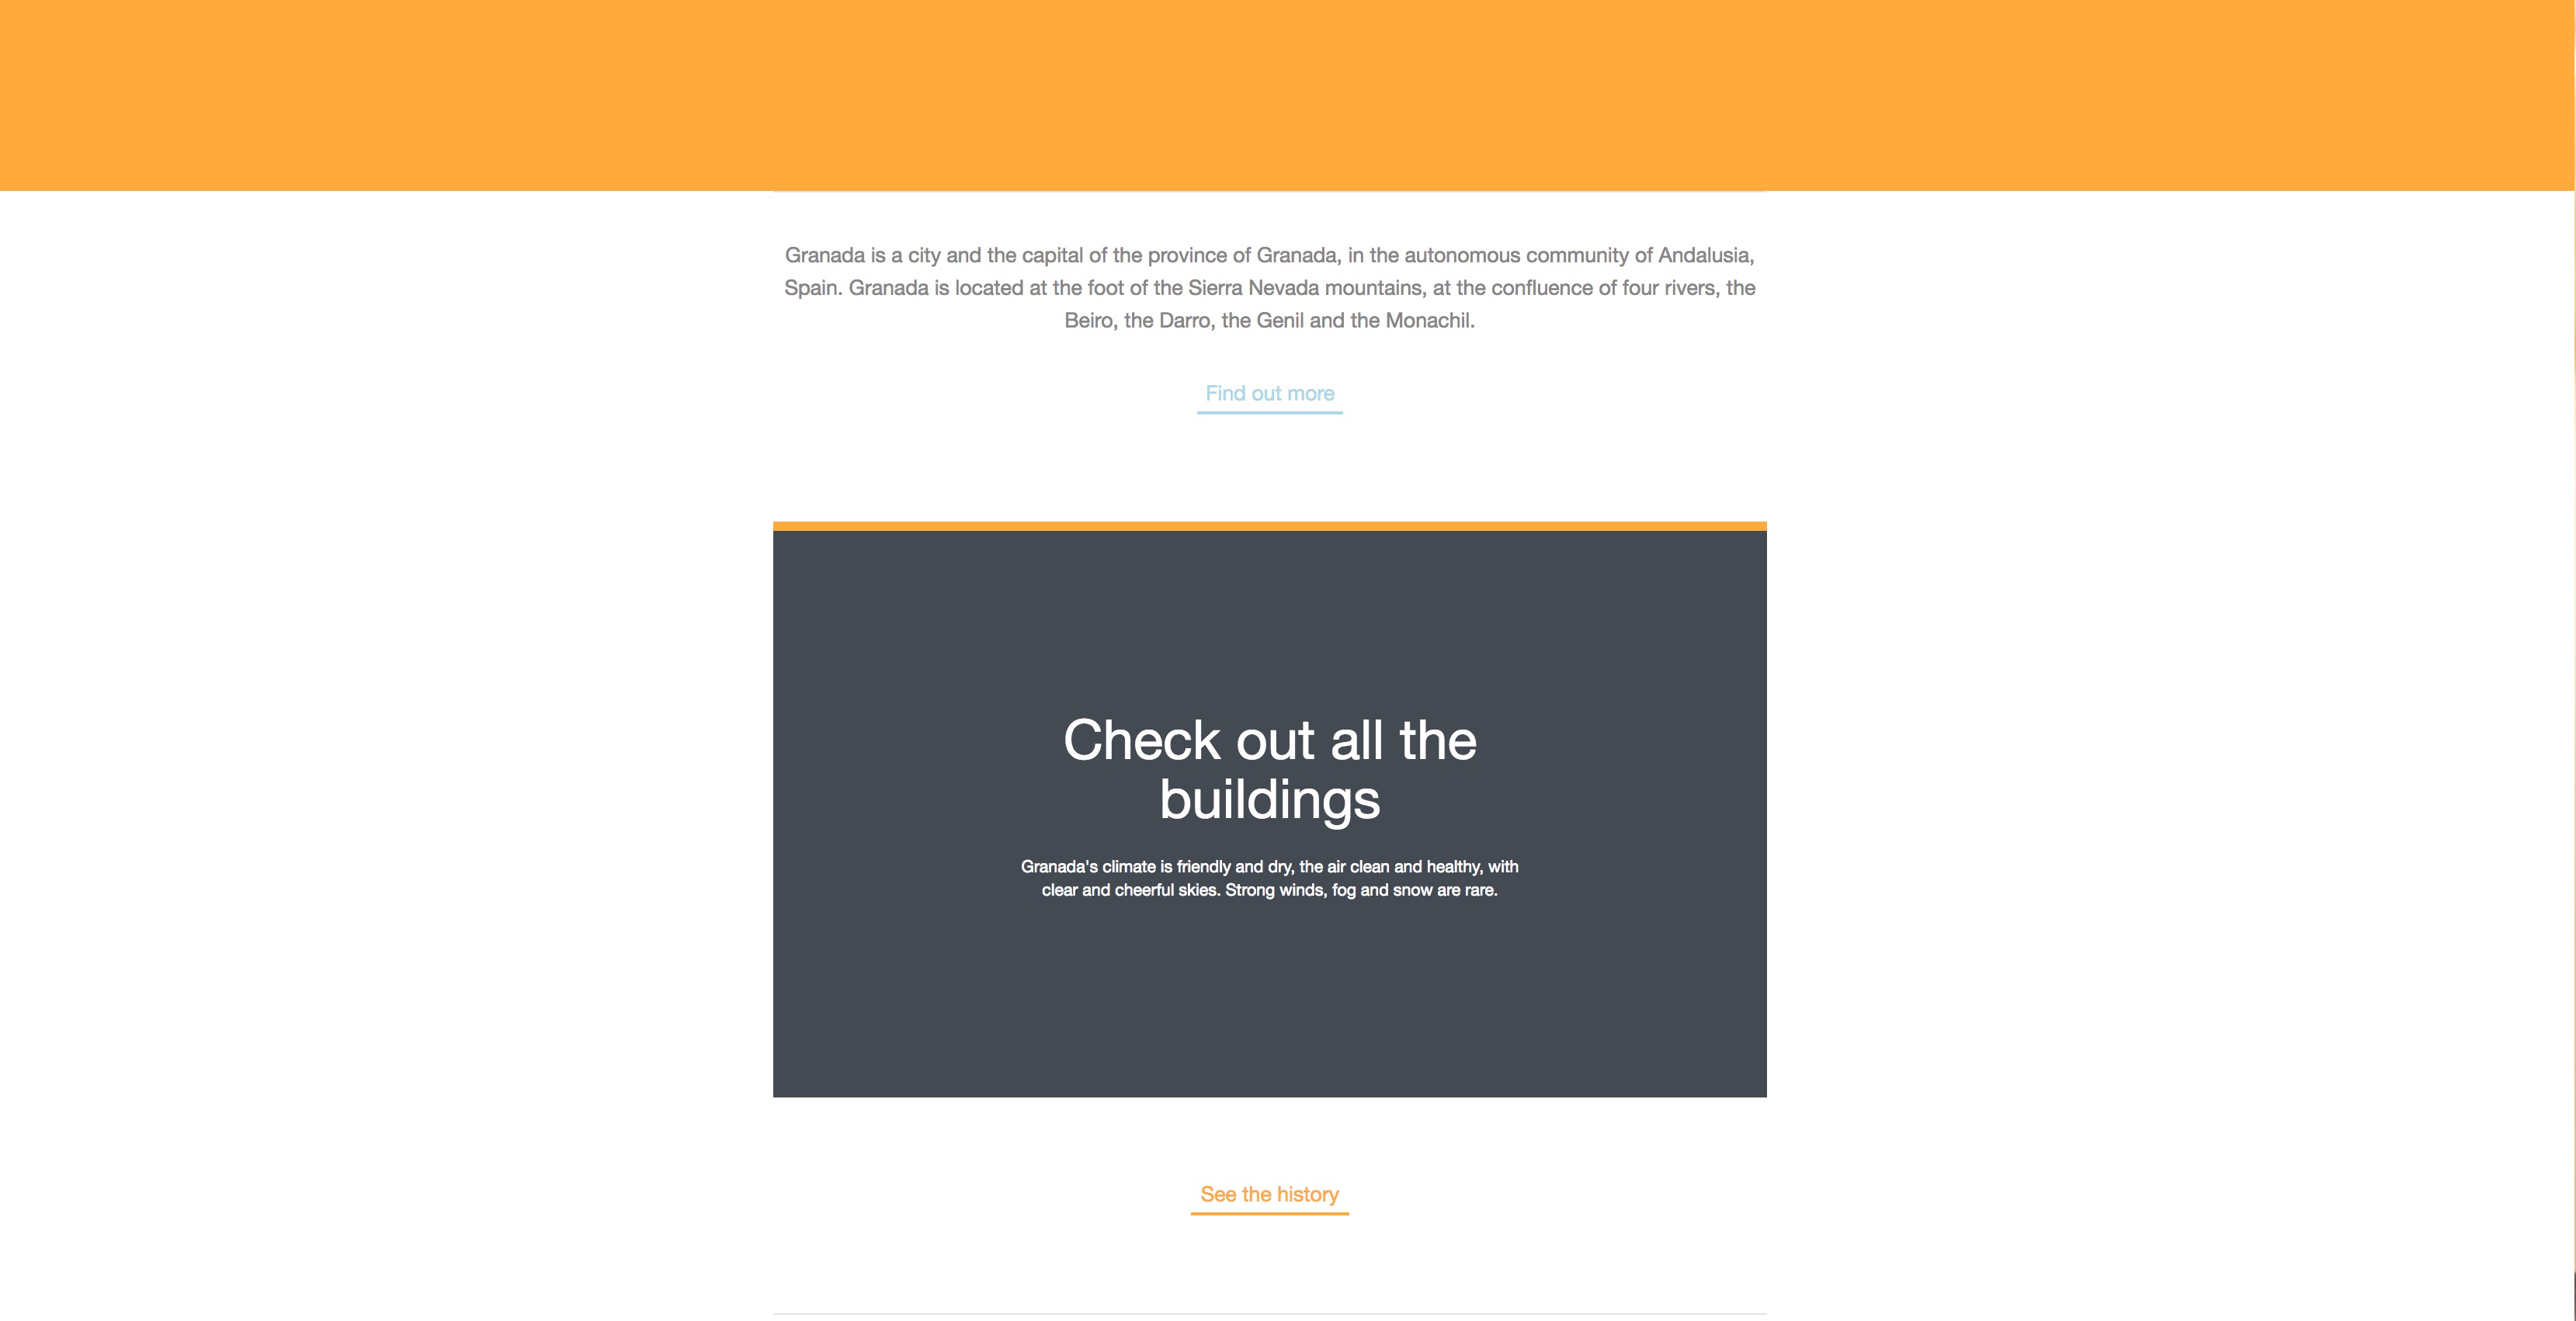 Granada is a city and the capital of the province of Granada, in the autonomous community of Andalusia,
Spain. Granada is located at the foot of the Sierra Nevada mountains, at the confluence of four rivers, the
Beiro, the Darro, the Genil and the Monachil.
Find out more
Check out all the
buildings
Granada's climate is friendly and dry, the air clean and healthy, with
clear and cheerful skies. Strong winds, fog and snow are rare.
See the history